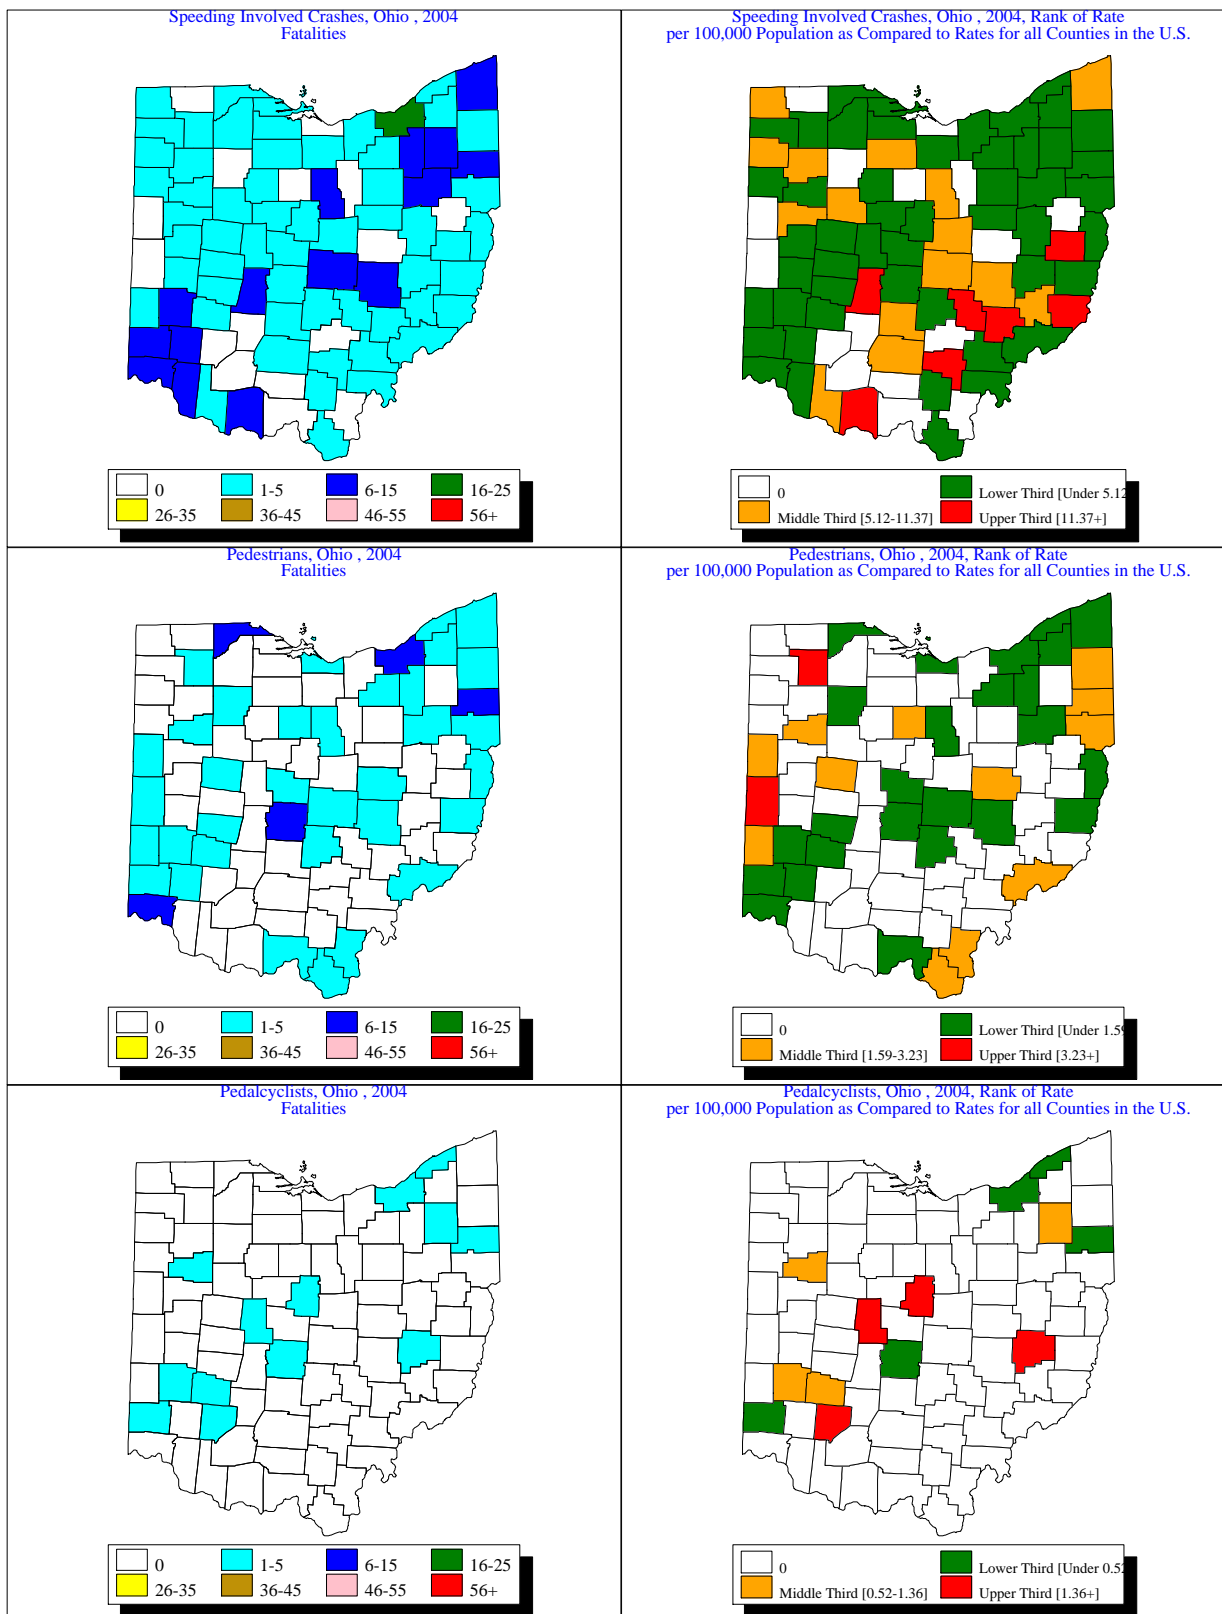 Speeding Involved Crashes, Ohio , 2004
Fatalities
0
1-5
6-15
16-25
26-35
36-45
46-55
56+
Speeding Involved Crashes, Ohio , 2004, Rank of Rate
per 100,000 Population as Compared to Rates for all Counties in the U.S.
0
Lower Third [Under 5.12
Middle Third [5.12-11.37]
Upper Third [11.37+]
Pedestrians, Ohio , 2004
Fatalities
0
1-5
6-15
16-25
26-35
36-45
46-55
56+
Pedestrians, Ohio , 2004, Rank of Rate
per 100,000 Population as Compared to Rates for all Counties in the U.S.
0
Lower Third [Under 1.59
Middle Third [1.59-3.23]
Upper Third [3.23+]
Pedalcyclists, Ohio , 2004
Fatalities
0
1-5
6-15
16-25
26-35
36-45
46-55
56+
Pedalcyclists, Ohio , 2004, Rank of Rate
per 100,000 Population as Compared to Rates for all Counties in the U.S.
0
Lower Third [Under 0.52
Middle Third [0.52-1.36]
Upper Third [1.36+]